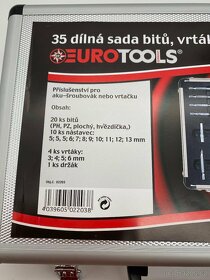 35 dílná sada bitů, vrták
EUROTOOLS®
Příslušenství pro
aku-šroubovák nebo vrtačku
Obsah:
20 ks bitů
(PH, PZ, plochý, hvězdička,)
10 ks nástavec:
5; 5,5; 6; 7; 8; 9; 10; 11; 12; 13 mm
4 ks vrtáky:
3; 4; 5; 6 mm
1 ks držák
4039605022038